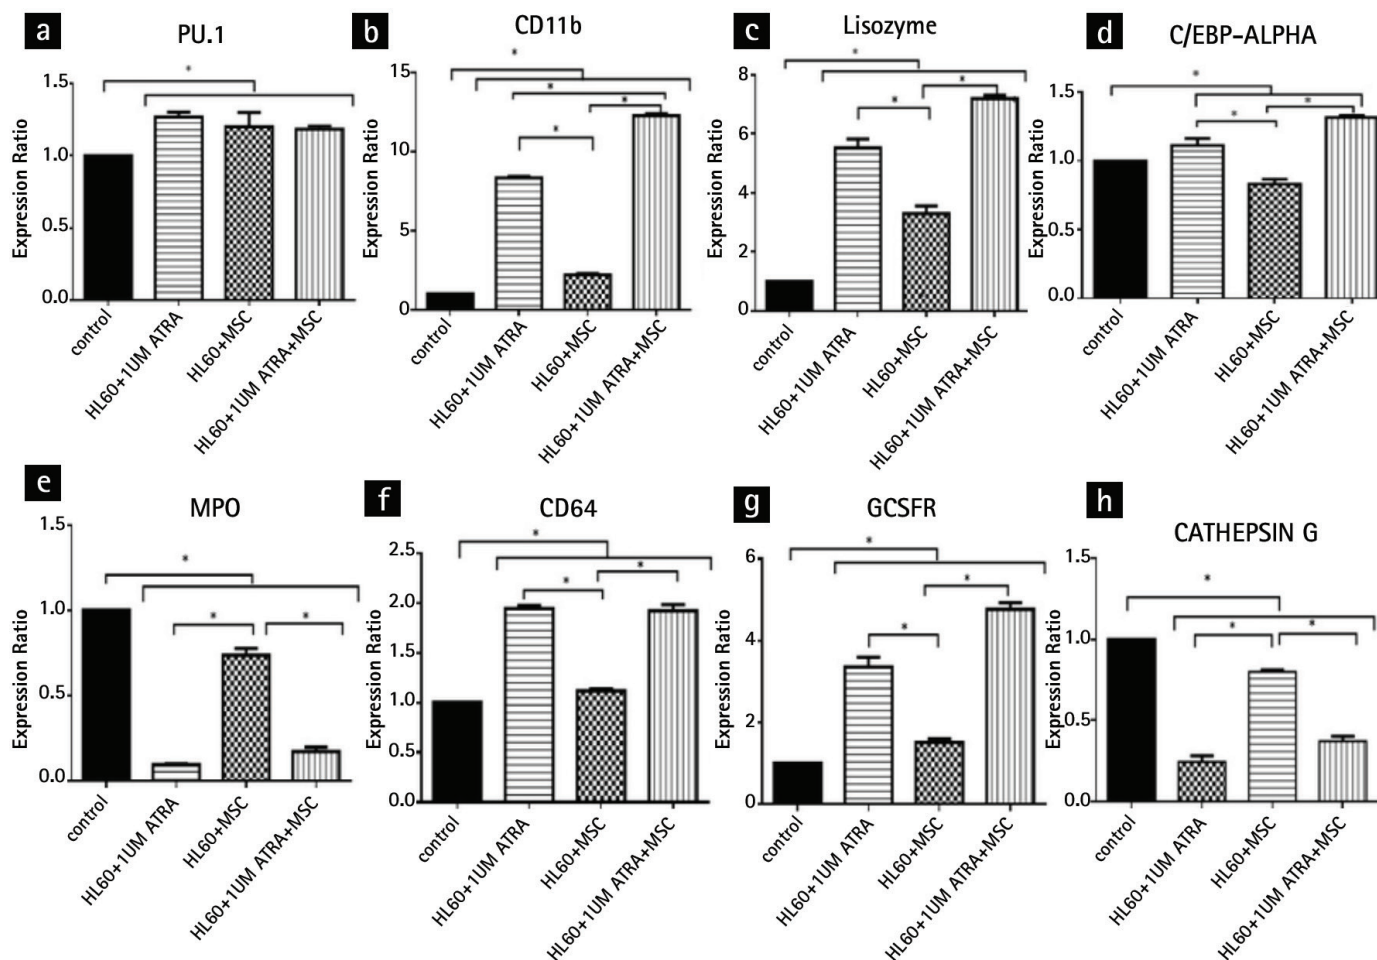 a
PU.1
*
1.5
1.0
0.5
0.0
Expression Ratio
control
HL60+1UM ATRA
HL60+MSC
HL60+1UM ATRA+MSC
b
CD11b
*
*
*
*
15
10
5
0
Expression Ratio
control
HL60+1UM ATRA
HL60+MSC
HL60+1UM ATRA+MSC
c
Lisozyme
*
*
*
8
6
4
2
0
Expression Ratio
control
HL60+1UM ATRA
HL60+MSC
HL60+1UM ATRA+MSC
d
C/EBP-ALPHA
*
*
*
1.5
1.0
0.5
0.0
Expression Ratio
control
HL60+1UM ATRA
HL60+MSC
HL60+1UM ATRA+MSC
e
MPO
*
*
*
1.5
1.0
0.5
0.0
Expression Ratio
control
HL60+1UM ATRA
HL60+MSC
HL60+1UM ATRA+MSC
f
CD64
*
*
*
2.5
2.0
1.5
1.0
0.5
0.0
Expression Ratio
control
HL60+1UM ATRA
HL60+MSC
HL60+1UM ATRA+MSC
g
GCSFR
*
*
*
6
4
2
0
Expression Ratio
control
HL60+1UM ATRA
HL60+MSC
HL60+1UM ATRA+MSC
h
CATHEPSIN G
*
*
*
1.5
1.0
0.5
0.0
Expression Ratio
control
HL60+1UM ATRA
HL60+MSC
HL60+1UM ATRA+MSC